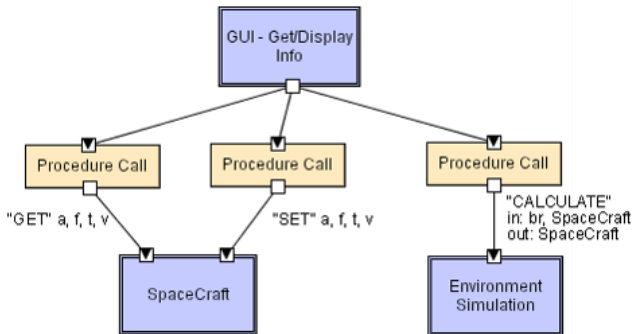 GUI - Get/Display
Info
Procedure Call
Procedure Call
Procedure Call
"GET" a, f, t, v
"SET" a, f, t, v
"CALCULATE"
in: br, SpaceCraft
out: SpaceCraft
SpaceCraft
Environment
Simulation